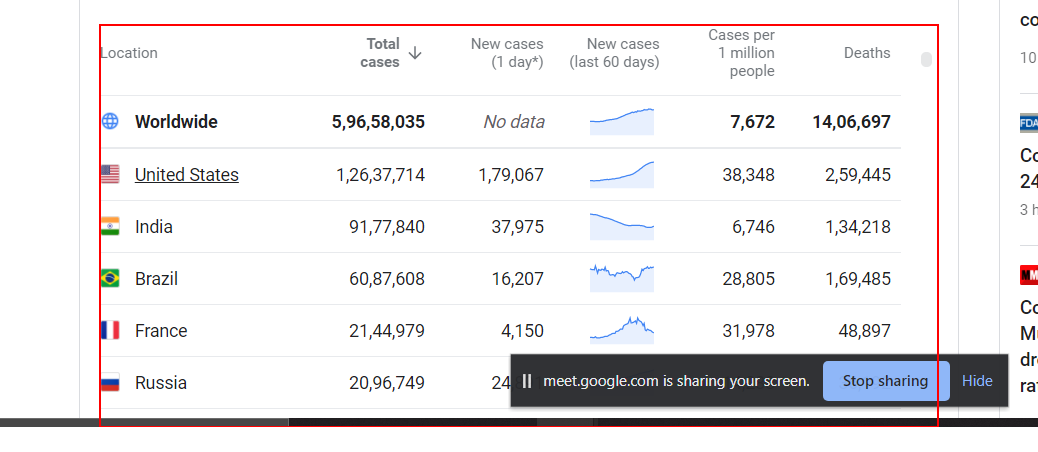 Location Total cases ↓ New cases (1 day*) New cases (last 60 days) Cases per 1 million people Deaths
Worldwide 5,96,58,035 No data 7,672 14,06,697
United States 1,26,37,714 1,79,067 38,348 2,59,445
India 91,77,840 37,975 6,746 1,34,218
Brazil 60,87,608 16,207 28,805 1,69,485
France 21,44,979 4,150 31,978 48,897
Russia 20,96,749 24
meet.google.com is sharing your screen. Stop sharing Hide
co
10
FDA
Co
24
3 h
Co
Mu
dr
ra